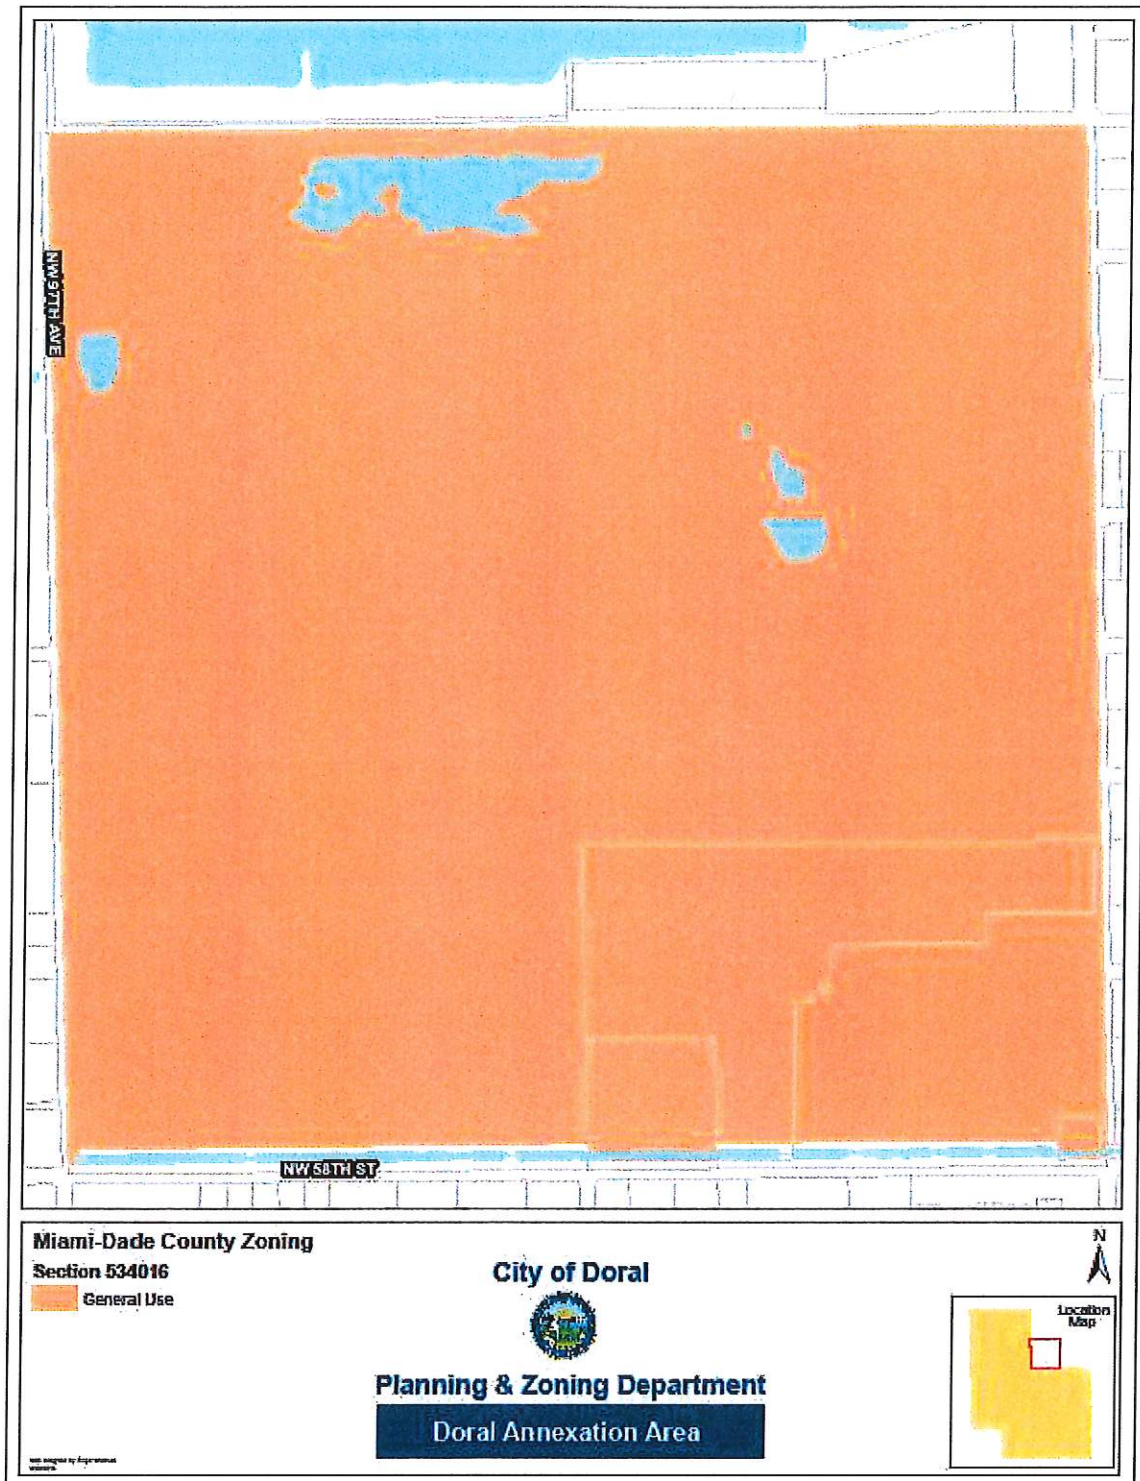 NW 97TH AVE
NW 58TH ST
Miami-Dade County Zoning
Section 534016
General Use
City of Doral
Planning & Zoning Department
Doral Annexation Area
N
Location
Map